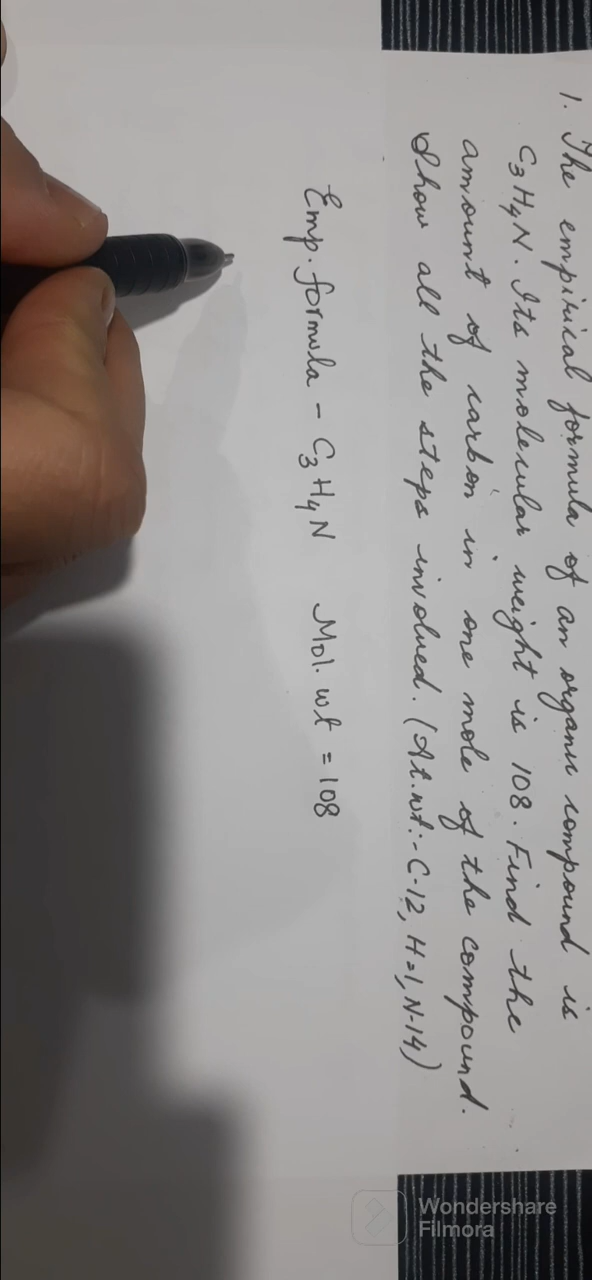 1. The empirical formula of an organic compound is
C3H4N. Its molecular weight is 108. Find the
amount of carbon in one mole of the compound.
Show all the steps involved. (At.wt:- C-12, H=1, N-14)
Emp. formula - C3H4N Mol. wt = 108
Wondershare
Filmora